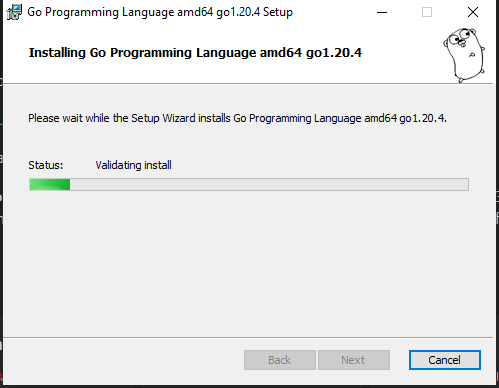 Go Programming Language amd64 go1.20.4 Setup
Installing Go Programming Language amd64 go1.20.4
Please wait while the Setup Wizard installs Go Programming Language amd64 go1.20.4.
Status: Validating install
Back Next Cancel